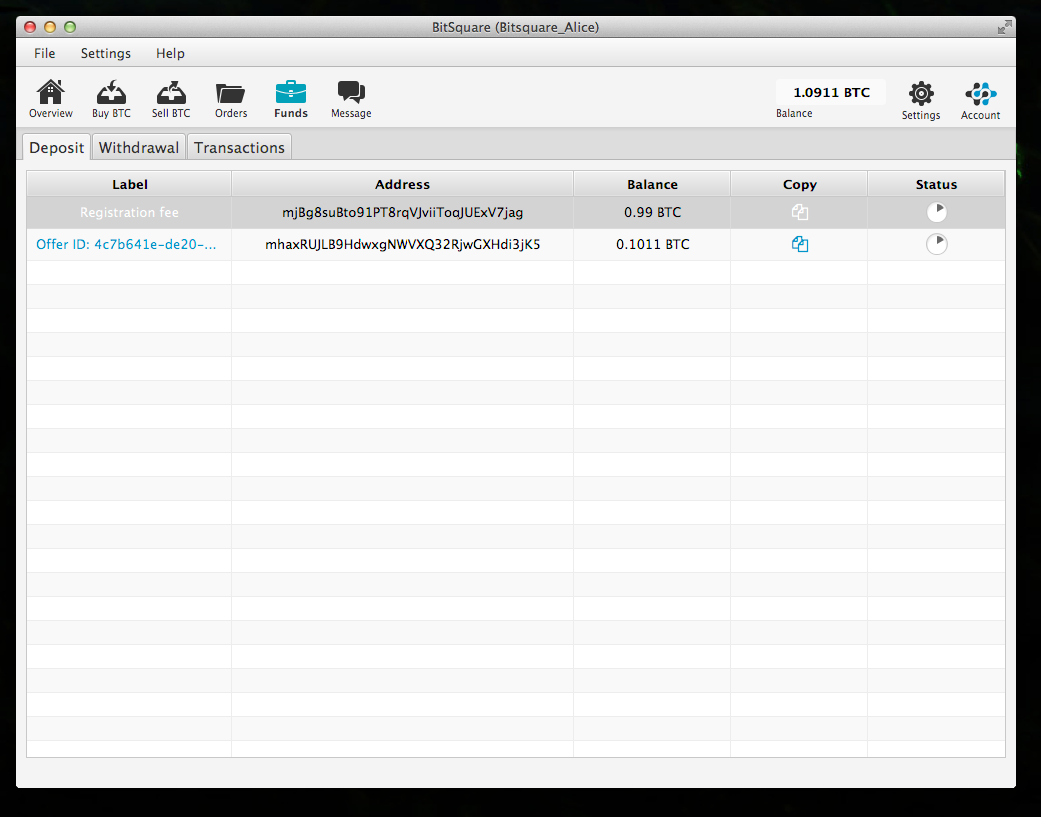 BitSquare (Bitsquare_Alice)
File Settings Help
1.0911 BTC
Overview Buy BTC Sell BTC Orders Funds Message Balance Settings Account
Deposit Withdrawal Transactions
Label Address Balance Copy Status
Registration fee mjBg8suBto91PT8rqVJviiToqJUExV7jag 0.99 BTC
Offer ID: 4c7b641e-de20-... mhaxRUJLB9HdwxgNWVXQ32RjwGXHdi3jK5 0.1011 BTC